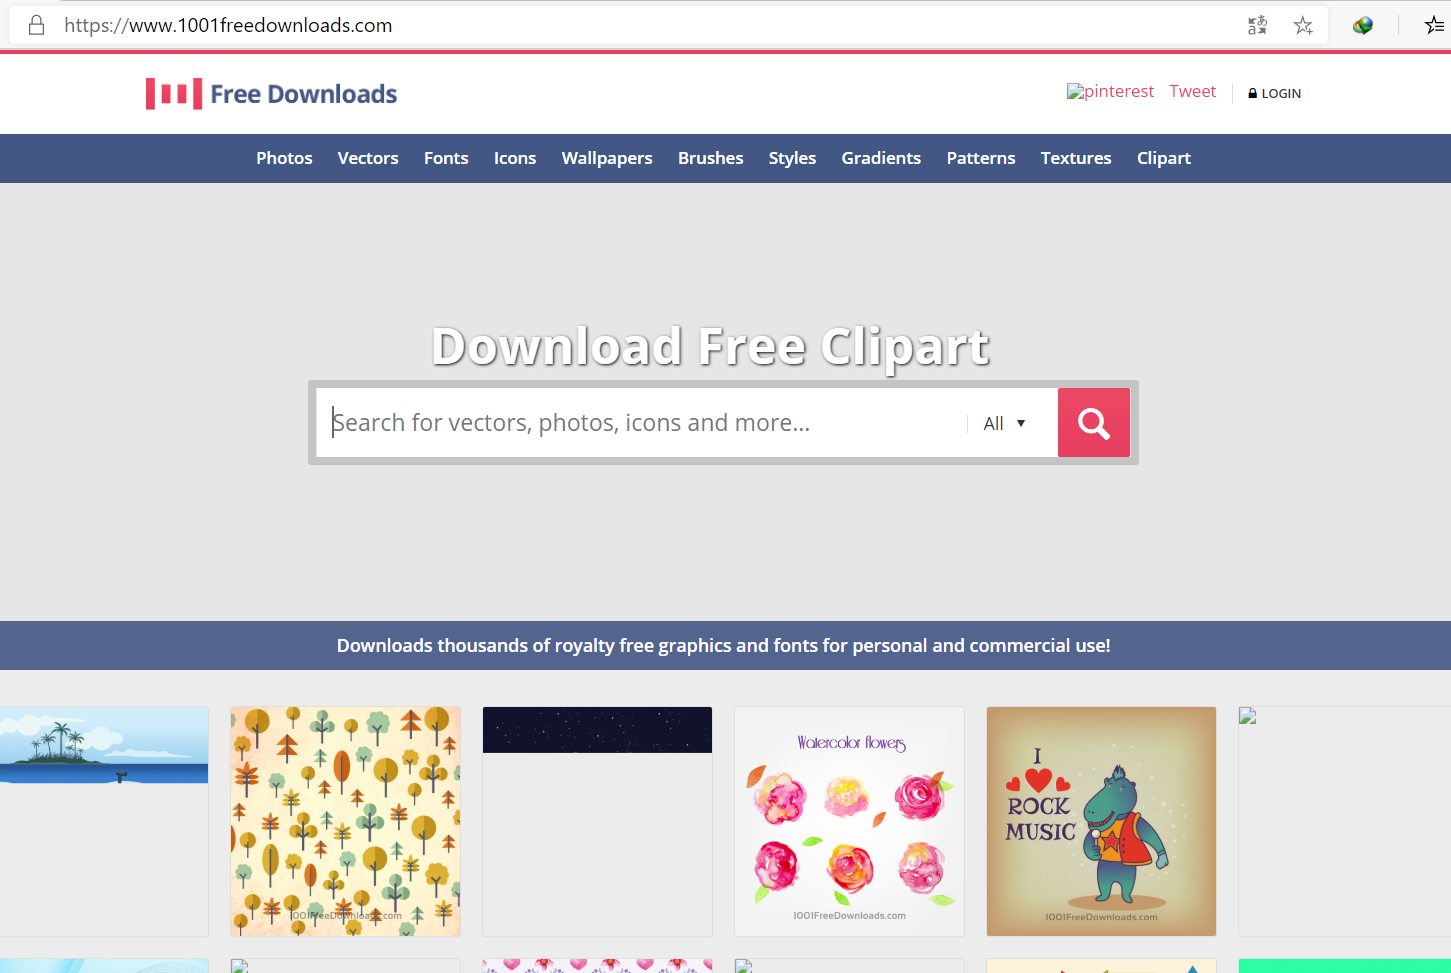 https://www.1001freedownloads.com
Free Downloads
pinterest Tweet LOGIN
Photos Vectors Fonts Icons Wallpapers Brushes Styles Gradients Patterns Textures Clipart
Download Free Clipart
Search for vectors, photos, icons and more...
All
Downloads thousands of royalty free graphics and fonts for personal and commercial use!
1001FreeDownloads.com
Watercolor flowers
1001FreeDownloads.com
I
ROCK
MUSIC
1001FreeDownloads.com